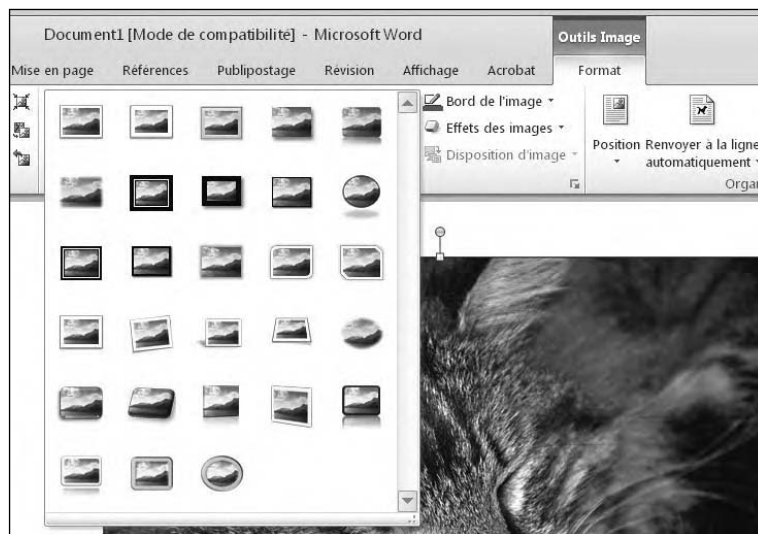 Document1 [Mode de compatibilité] - Microsoft Word
Outils Image
Mise en page Références Publipostage Révision Affichage Acrobat Format
Bord de l'image
Effets des images
Disposition d'image
Position
Renvoyer à la ligne
automatiquement
Organ